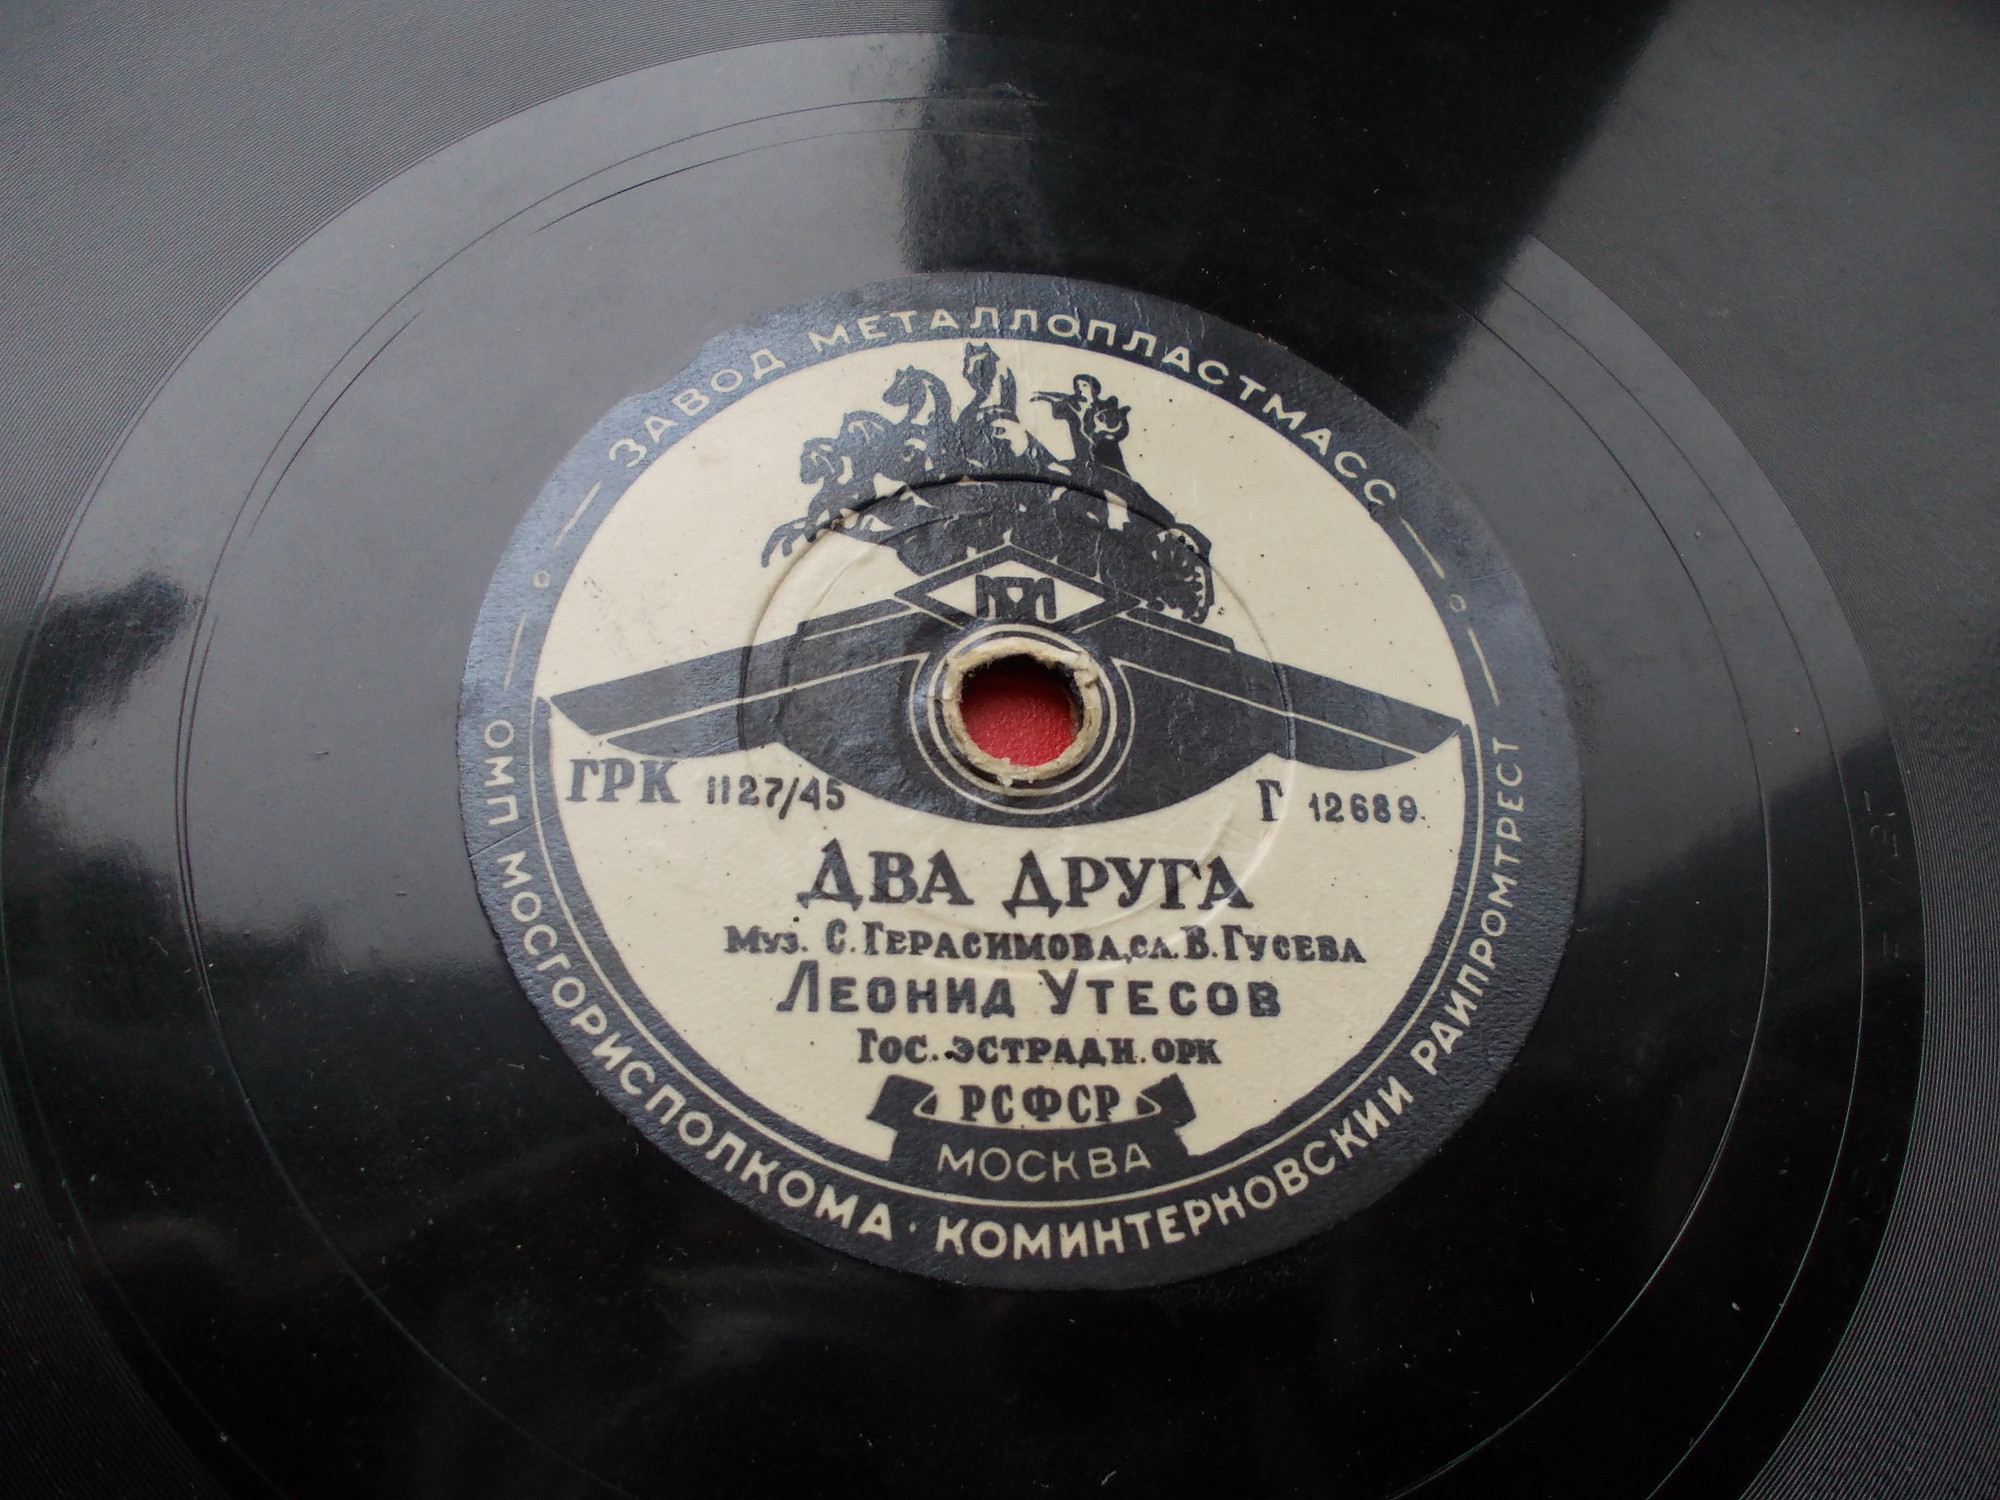 ЗАВОД МЕТАЛЛОПЛАСТМАСС
ГРК 1127/45
Г 12689.
ДВА ДРУГА
Муз. С. ГЕРАСИМОВА, сл. В. ГУСЕВА
ЛЕОНИД УТЕСОВ
ГОС. ЭСТРАДН. ОРК
РСФСР
МОСКВА
ОМП МОСГОРИСПОЛКОМА · КОМИНТЕРНОВСКИЙ РАЙПРОМТРЕСТ